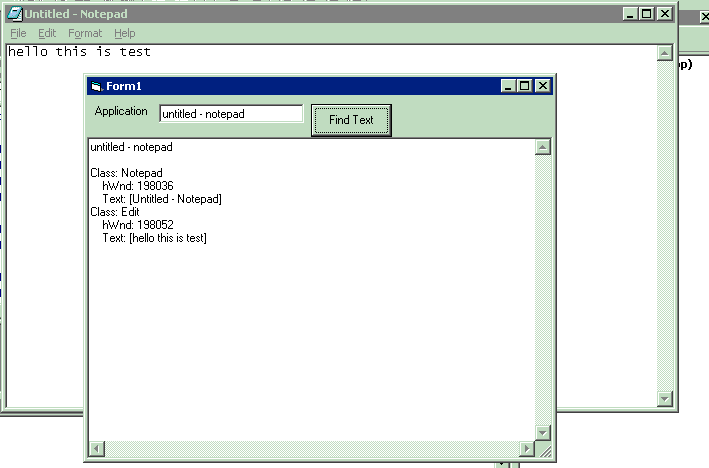 Untitled - Notepad
File Edit Format Help
hello this is test
Form1
Application untitled - notepad Find Text
untitled - notepad
Class: Notepad
hWnd: 198036
Text: [Untitled - Notepad]
Class: Edit
hWnd: 198052
Text: [hello this is test]